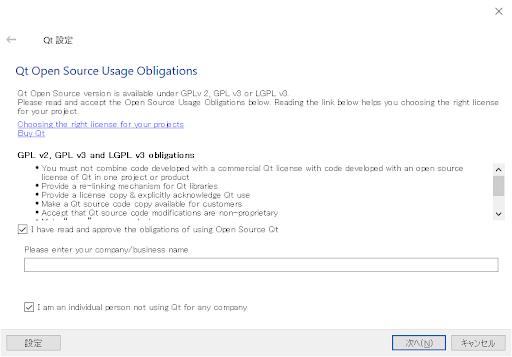 Qt 設定
Qt Open Source Usage Obligations
Qt Open Source version is available under GPLv 2, GPL v3 or LGPL v3.
Please read and accept the Open Source Usage Obligations below. Reading the link below helps you choosing the right license
for your project.
Choosing the right license for your projects
Buy Qt
GPL v2, GPL v3 and LGPL v3 obligations
• You must not combine code developed with a commercial Qt license with code developed with an open source
license of Qt in one project or product
• Provide a re-linking mechanism for Qt libraries
• Provide a license copy & explicitly acknowledge Qt use
• Make a Qt source code copy available for customers
• Accept that Qt source code modifications are non-proprietary
I have read and approve the obligations of using Open Source Qt
Please enter your company/business name
I am an individual person not using Qt for any company
設定
次へ(N)
キャンセル